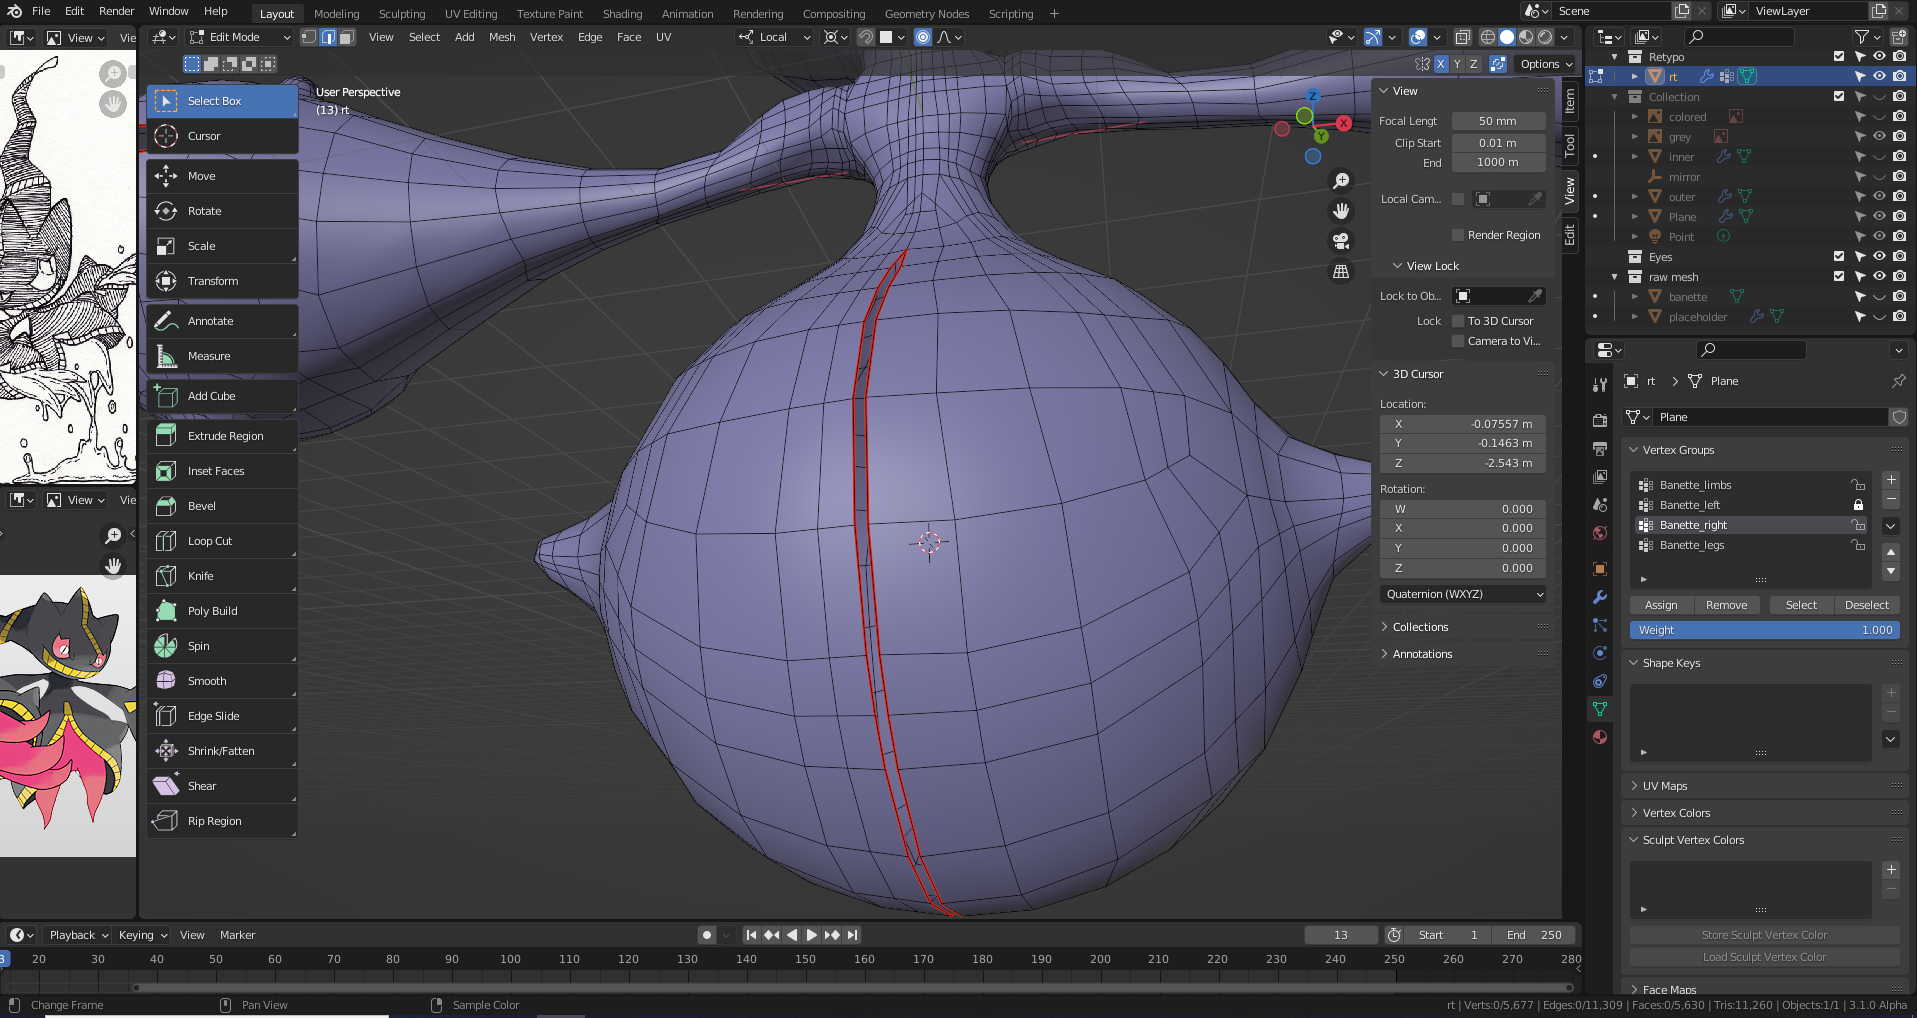 File Edit Render Window Help Layout Modeling Sculpting UV Editing Texture Paint Shading Animation Rendering Compositing Geometry Nodes Scripting + Scene ViewLayer
View Vie Edit Mode View Select Add Mesh Vertex Edge Face UV Local
X Y Z Options
Select Box
Cursor
Move
Rotate
Scale
Transform
Annotate
Measure
Add Cube
Extrude Region
Inset Faces
Bevel
Loop Cut
Knife
Poly Build
Spin
Smooth
Edge Slide
Shrink/Fatten
Shear
Rip Region
View Vie
User Perspective
(13) rt
Z
X
Y
View
Focal Lengt 50 mm
Clip Start 0.01 m
End 1000 m
Local Cam...
Render Region
View Lock
Lock to Ob...
Lock To 3D Cursor
Camera to Vi...
3D Cursor
Location:
X -0.07557 m
Y -0.1463 m
Z -2.543 m
Rotation:
W 0.000
X 0.000
Y 0.000
Z 0.000
Quaternion (WXYZ)
Collections
Annotations
Item
Tool
View
Edit
Retypo
rt
Collection
colored
grey
inner
mirror
outer
Plane
Point
Eyes
raw mesh
banette
placeholder
rt Plane
Plane
Vertex Groups
Banette_limbs
Banette_left
Banette_right
Banette_legs
Assign Remove Select Deselect
Weight 1.000
Shape Keys
UV Maps
Vertex Colors
Sculpt Vertex Colors
Store Sculpt Vertex Color
Load Sculpt Vertex Color
Face Maps
Playback Keying View Marker 13 Start 1 End 250
3 20 30 40 50 60 70 80 90 100 110 120 130 140 150 160 170 180 190 200 210 220 230 240 250 260 270 280
Change Frame Pan View Sample Color rt | Verts:0/5,677 | Edges:0/11,309 | Faces:0/5,630 | Tris:11,260 | Objects:1/1 | 3.1.0 Alpha